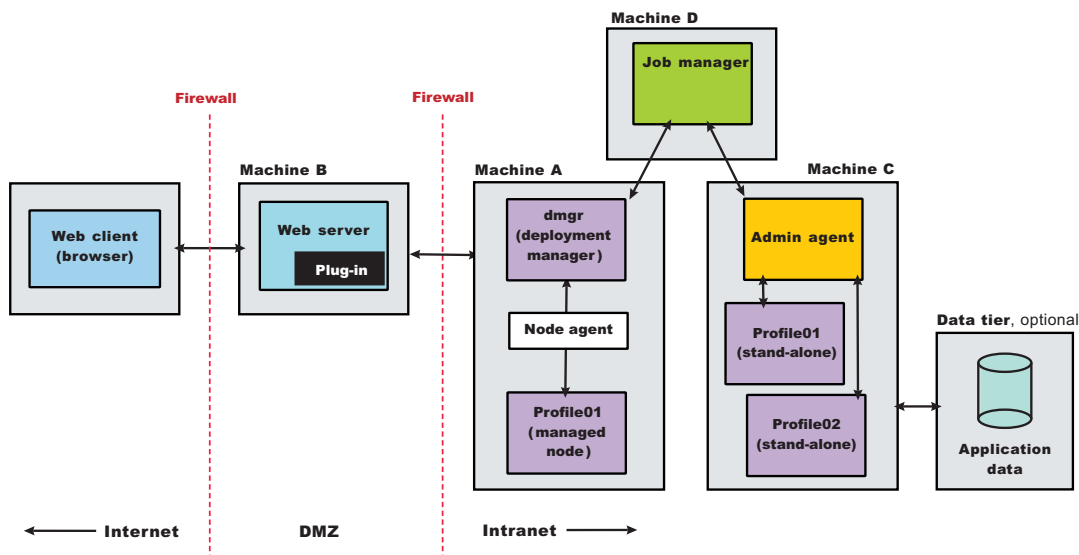 Machine D
Job manager
Firewall
Firewall
Machine B
Machine A
Machine C
Web client
(browser)
Web server
Plug-in
dmgr
(deployment
manager)
Admin agent
Node agent
Profile01
(stand-alone)
Data tier, optional
Profile01
(managed
node)
Profile02
(stand-alone)
Application
data
Internet
DMZ
Intranet